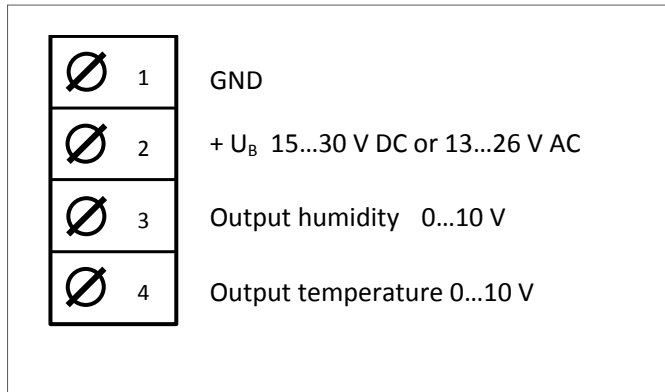 1 GND
2 + U_B 15…30 V DC or 13…26 V AC
3 Output humidity 0…10 V
4 Output temperature 0…10 V